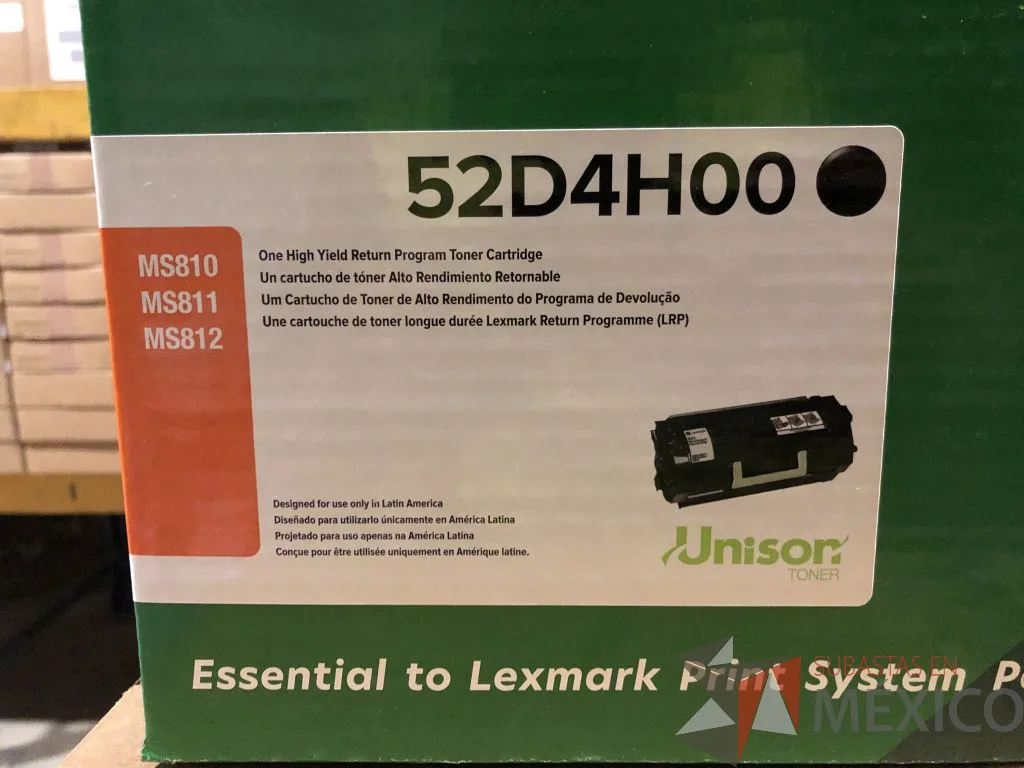 52D4H00
MS810
MS811
MS812
One High Yield Return Program Toner Cartridge
Un cartucho de tóner Alto Rendimiento Retornable
Um Cartucho de Toner de Alto Rendimento do Programa de Devolução
Une cartouche de toner longue durée Lexmark Return Programme (LRP)
Designed for use only in Latin America
Diseñado para utilizarlo únicamente en América Latina
Projetado para uso apenas na América Latina
Conçue pour être utilisée uniquement en Amérique latine.
Unison
TONER
Essential to Lexmark Print System
SUBASTAS EN
MEXICO